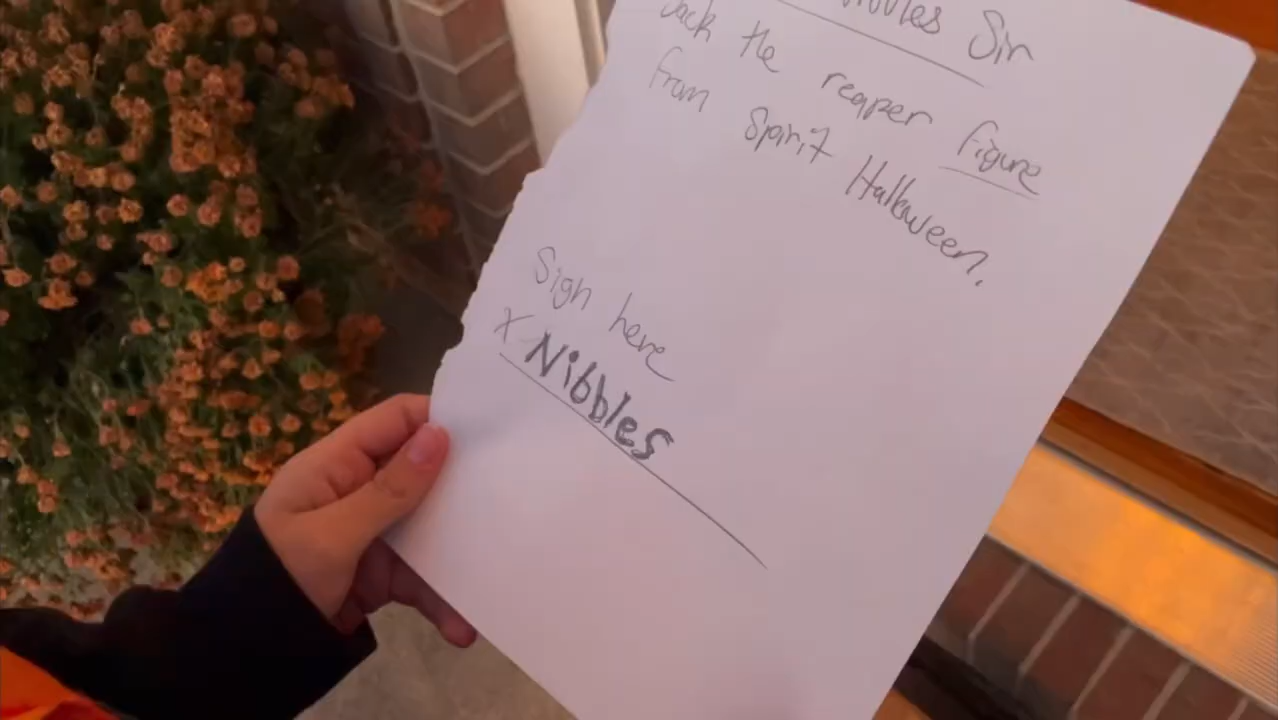 Sir
Jack the reaper figure
from Spirit Halloween.
Sign here
X Nibbles